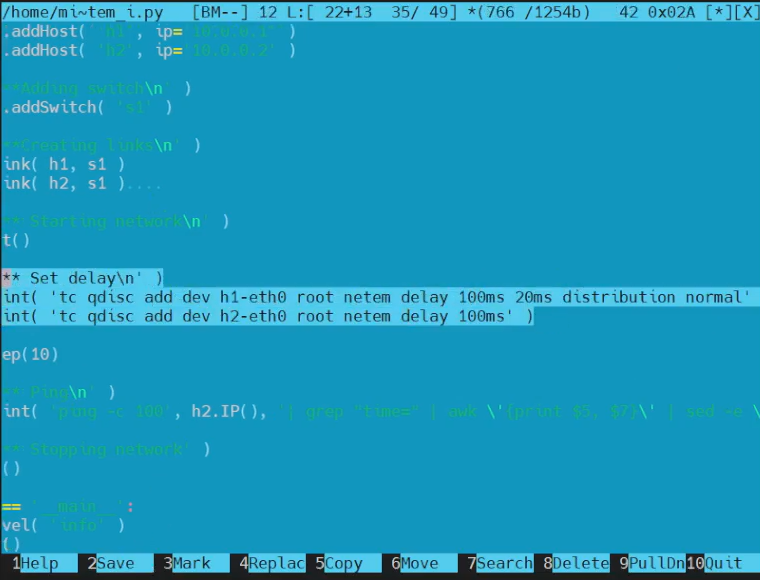 /home/mi~tem_i.py   [BM--] 12 L:[ 22+13  35/ 49] *(766 /1254b)   42 0x02A [*][X]
.addHost( 'h1', ip='10.0.0.1' )
.addHost( 'h2', ip='10.0.0.2' )
**Adding switch\n' )
.addSwitch( 's1' )
**Creating links\n' )
ink( h1, s1 )
ink( h2, s1 )....
** Starting network\n' )
t()
** Set delay\n' )
int( 'tc qdisc add dev h1-eth0 root netem delay 100ms 20ms distribution normal'
int( 'tc qdisc add dev h2-eth0 root netem delay 100ms' )
ep(10)
** Ping\n' )
int( 'ping -c 100', h2.IP(), '| grep "time=" | awk \'{print $5, $7}\' | sed -e \
** Stopping network' )
()
== '__main__':
vel( 'info' )
()
1Help 2Save 3Mark 4Replac 5Copy 6Move 7Search 8Delete 9PullDn 10Quit